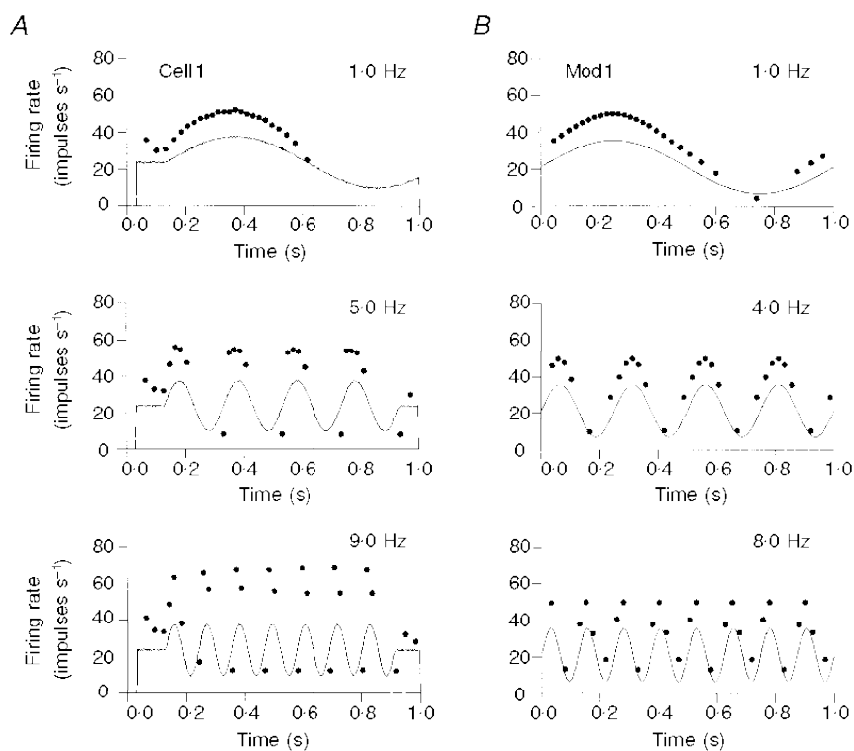 A
B
Cell 1
1·0 Hz
Firing rate
(impulses s⁻¹)
80
60
40
20
0
0·0 0·2 0·4 0·6 0·8 1·0
Time (s)
Mod 1
1·0 Hz
80
60
40
20
0
0·0 0·2 0·4 0·6 0·8 1·0
Time (s)
5·0 Hz
Firing rate
(impulses s⁻¹)
80
60
40
20
0
0·0 0·2 0·4 0·6 0·8 1·0
Time (s)
4·0 Hz
80
60
40
20
0
0·0 0·2 0·4 0·6 0·8 1·0
Time (s)
9·0 Hz
Firing rate
(impulses s⁻¹)
80
60
40
20
0
0·0 0·2 0·4 0·6 0·8 1·0
Time (s)
8·0 Hz
80
60
40
20
0
0·0 0·2 0·4 0·6 0·8 1·0
Time (s)